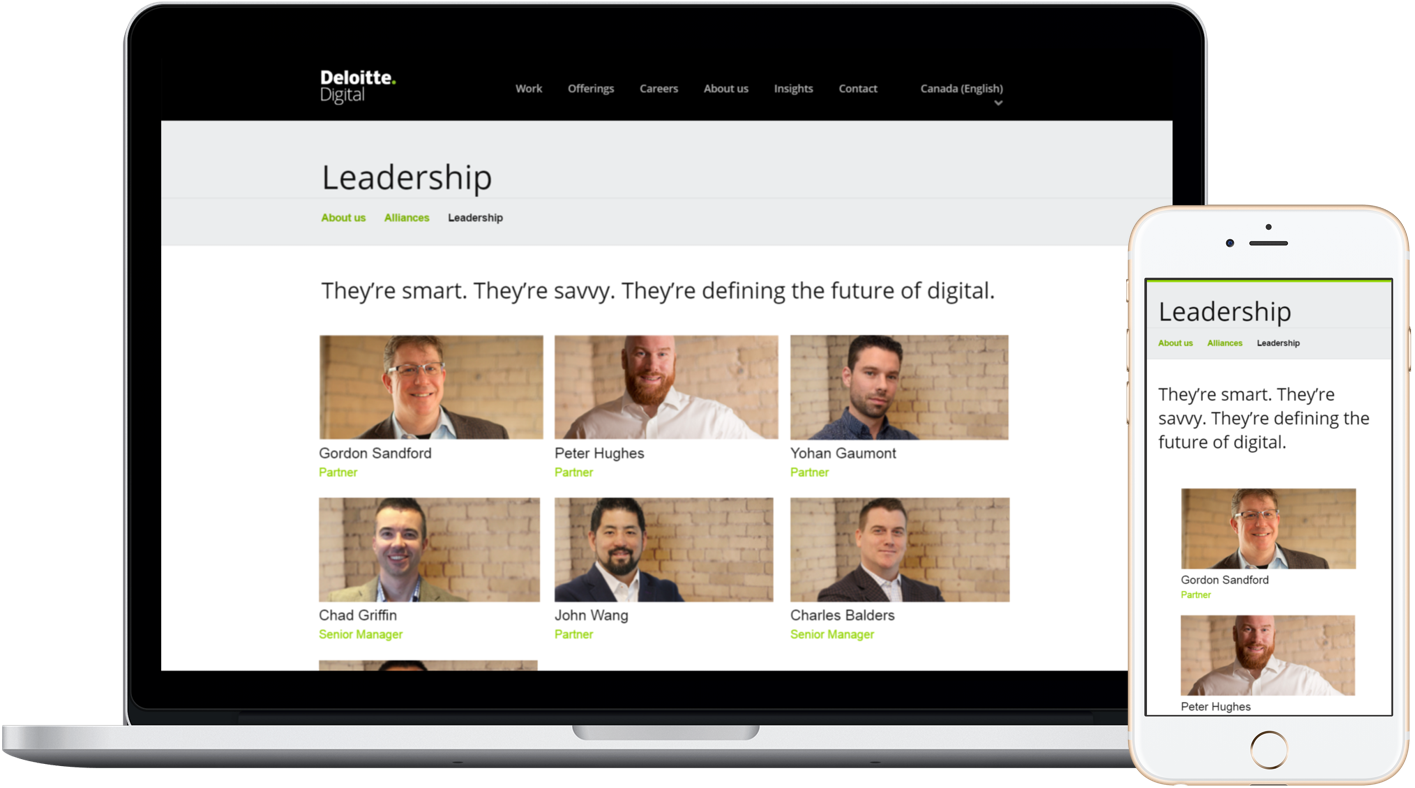 Deloitte.
Digital
Work Offerings Careers About us Insights Contact Canada (English)
Leadership
About us Alliances Leadership
They’re smart. They’re savvy. They’re defining the future of digital.
Gordon Sandford Peter Hughes Yohan Gaumont
Partner Partner Partner
Chad Griffin John Wang Charles Balders
Senior Manager Partner Senior Manager
Leadership
About us Alliances Leadership
They’re smart. They’re
savvy. They’re defining the
future of digital.
Gordon Sandford
Partner
Peter Hughes